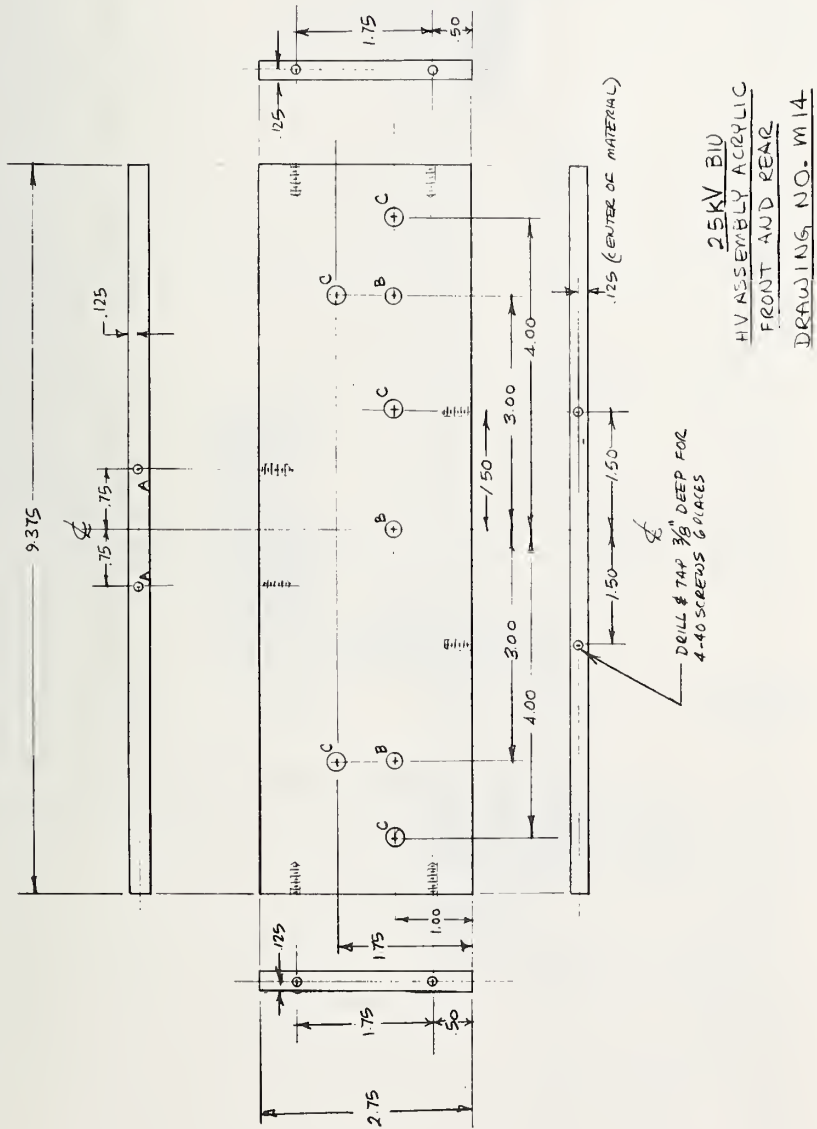 9.375
.125
.75
.75
A
A
.125
1.75
.50
C
C
B
C
B
C
B
C
1.50
3.00
3.00
4.00
4.00
1.75
1.00
.125
1.75
.50
2.75
1.50
1.50
.125 (CENTER OF MATERIAL)
DRILL & TAP 3/8" DEEP FOR
4-40 SCREWS 6 PLACES
25KV BIU
HV ASSEMBLY ACRYLIC
FRONT AND REAR
DRAWING NO. M14